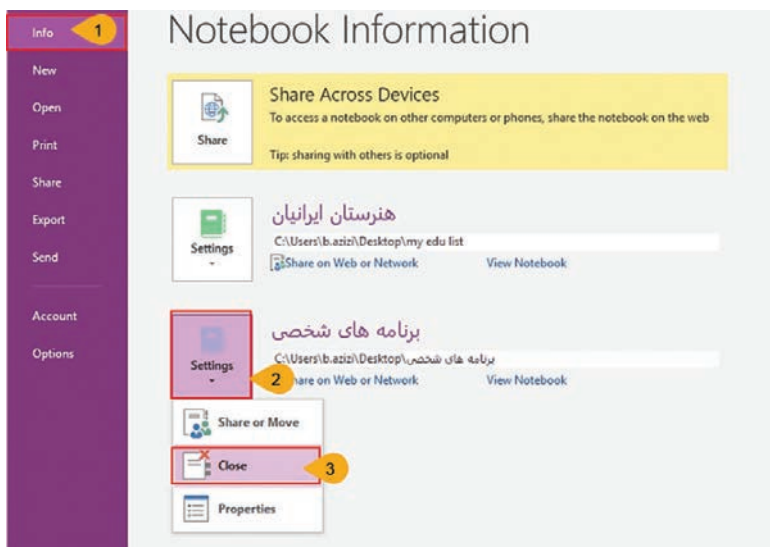 Info
1
New
Open
Print
Share
Export
Send
Account
Options
Notebook Information
Share
Share Across Devices
To access a notebook on other computers or phones, share the notebook on the web
Tip: sharing with others is optional
Settings
هنرستان ایرانیان
C:\Users\b.azizi\Desktop\my edu list
Share on Web or Network View Notebook
Settings
2
برنامه های شخصی
C:\Users\b.azizi\Desktop\برنامه های شخصی
hare on Web or Network View Notebook
Share or Move
Close
3
Properties